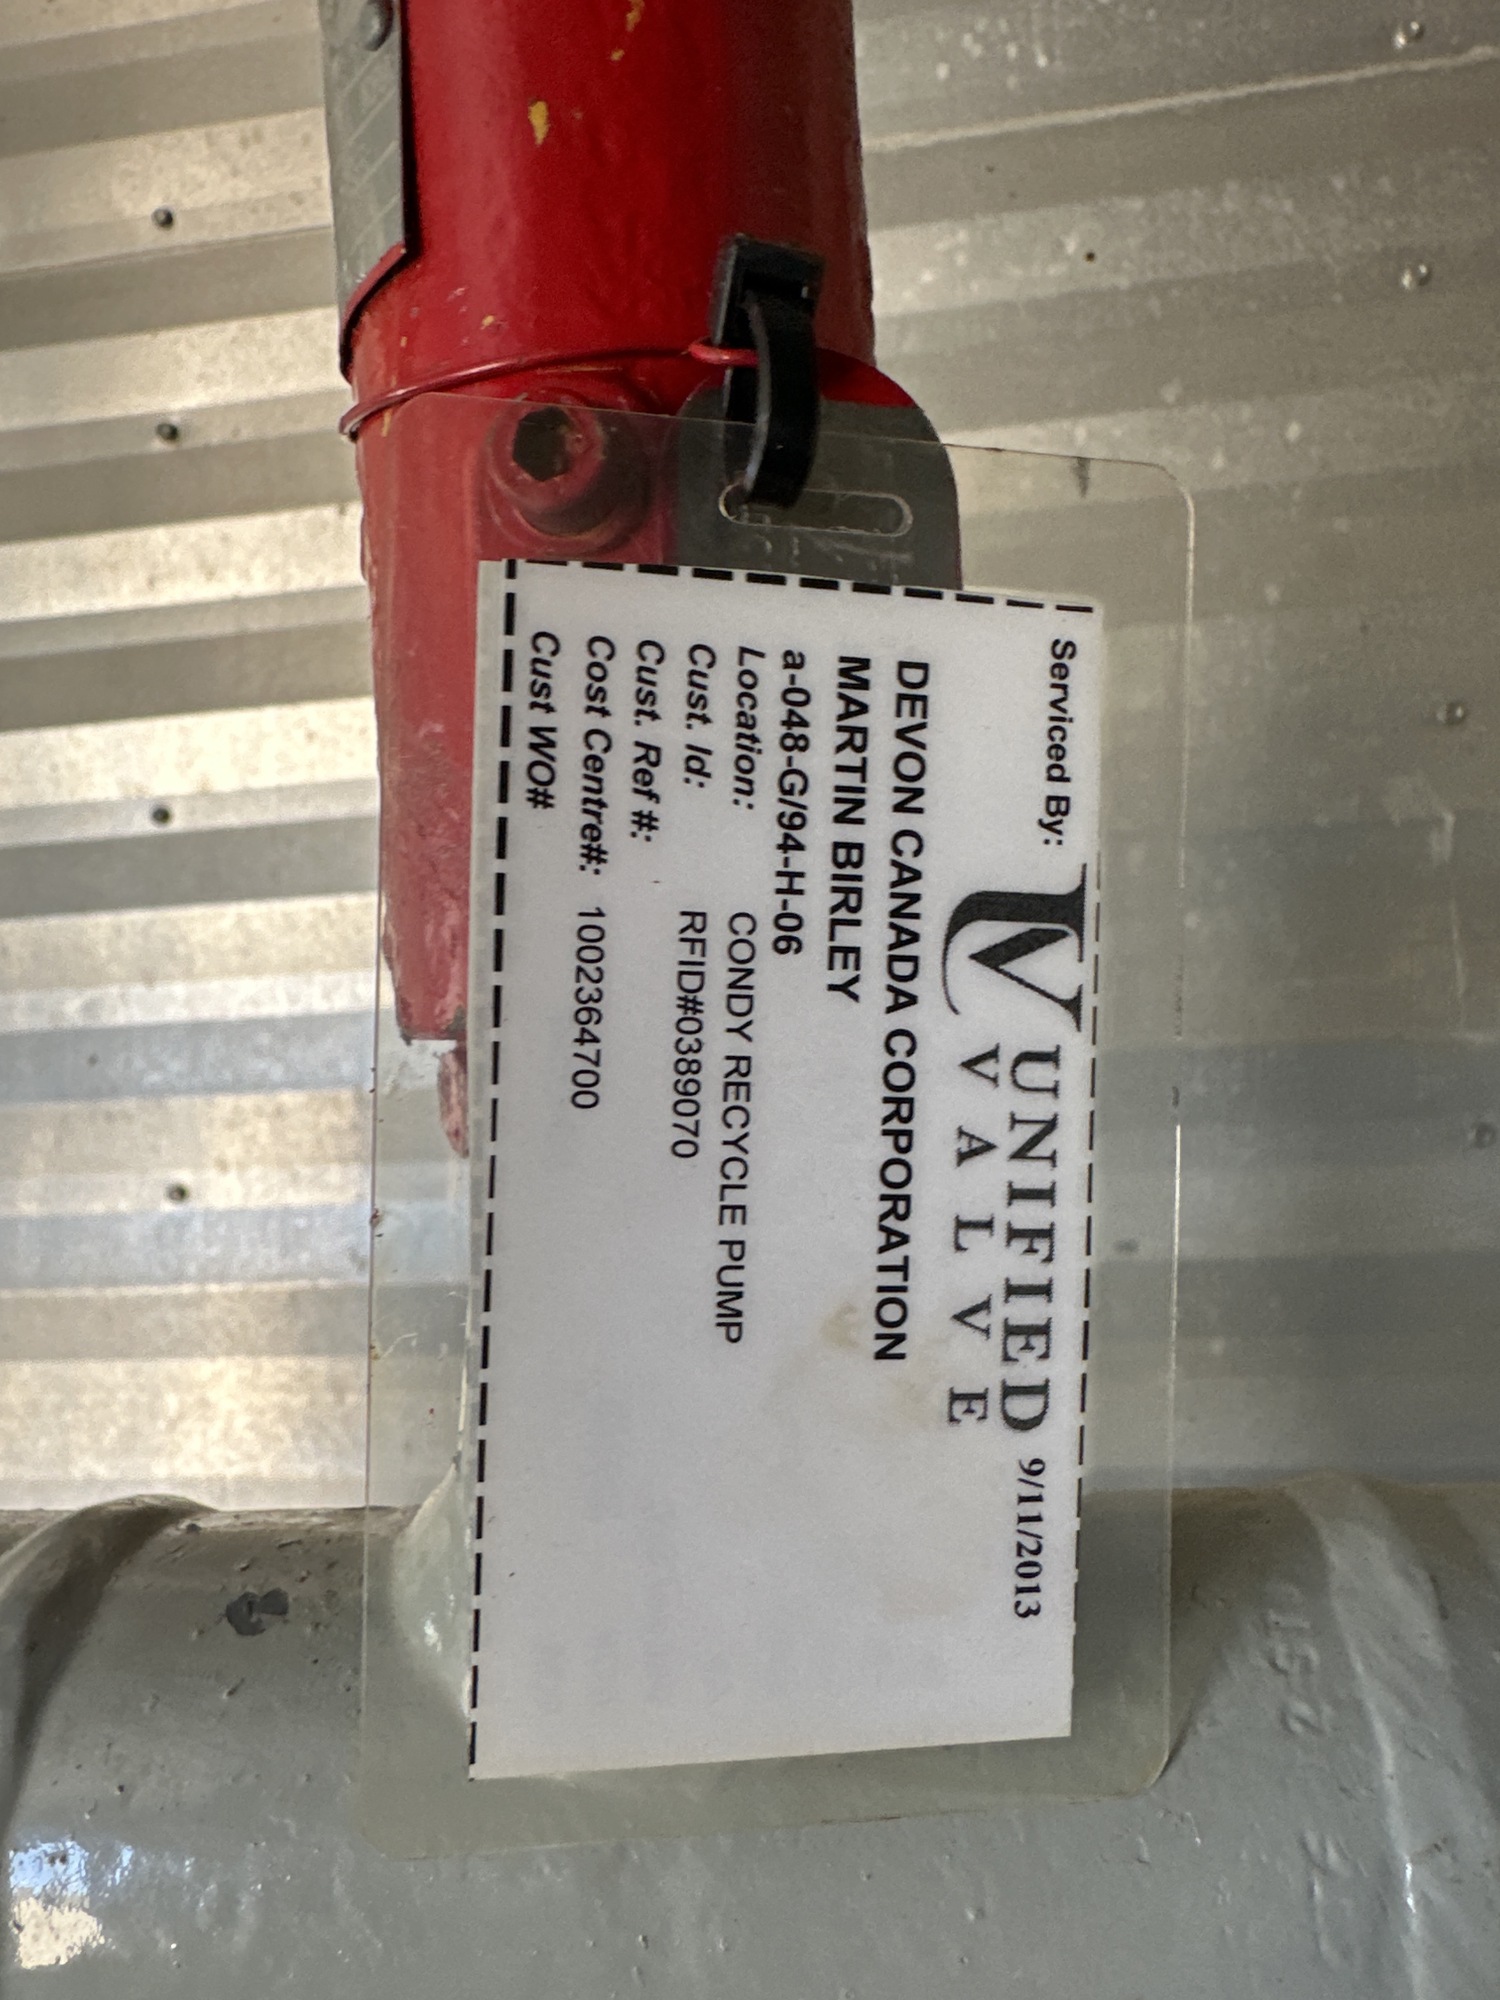 Serviced By:
UNIFIED 9/11/2013
VALVE
DEVON CANADA CORPORATION
MARTIN BIRLEY
a-048-G/94-H-06
Location: CONDY RECYCLE PUMP
Cust. Id: RFID#0389070
Cust. Ref #:
Cost Centre#: 1002364700
Cust WO#